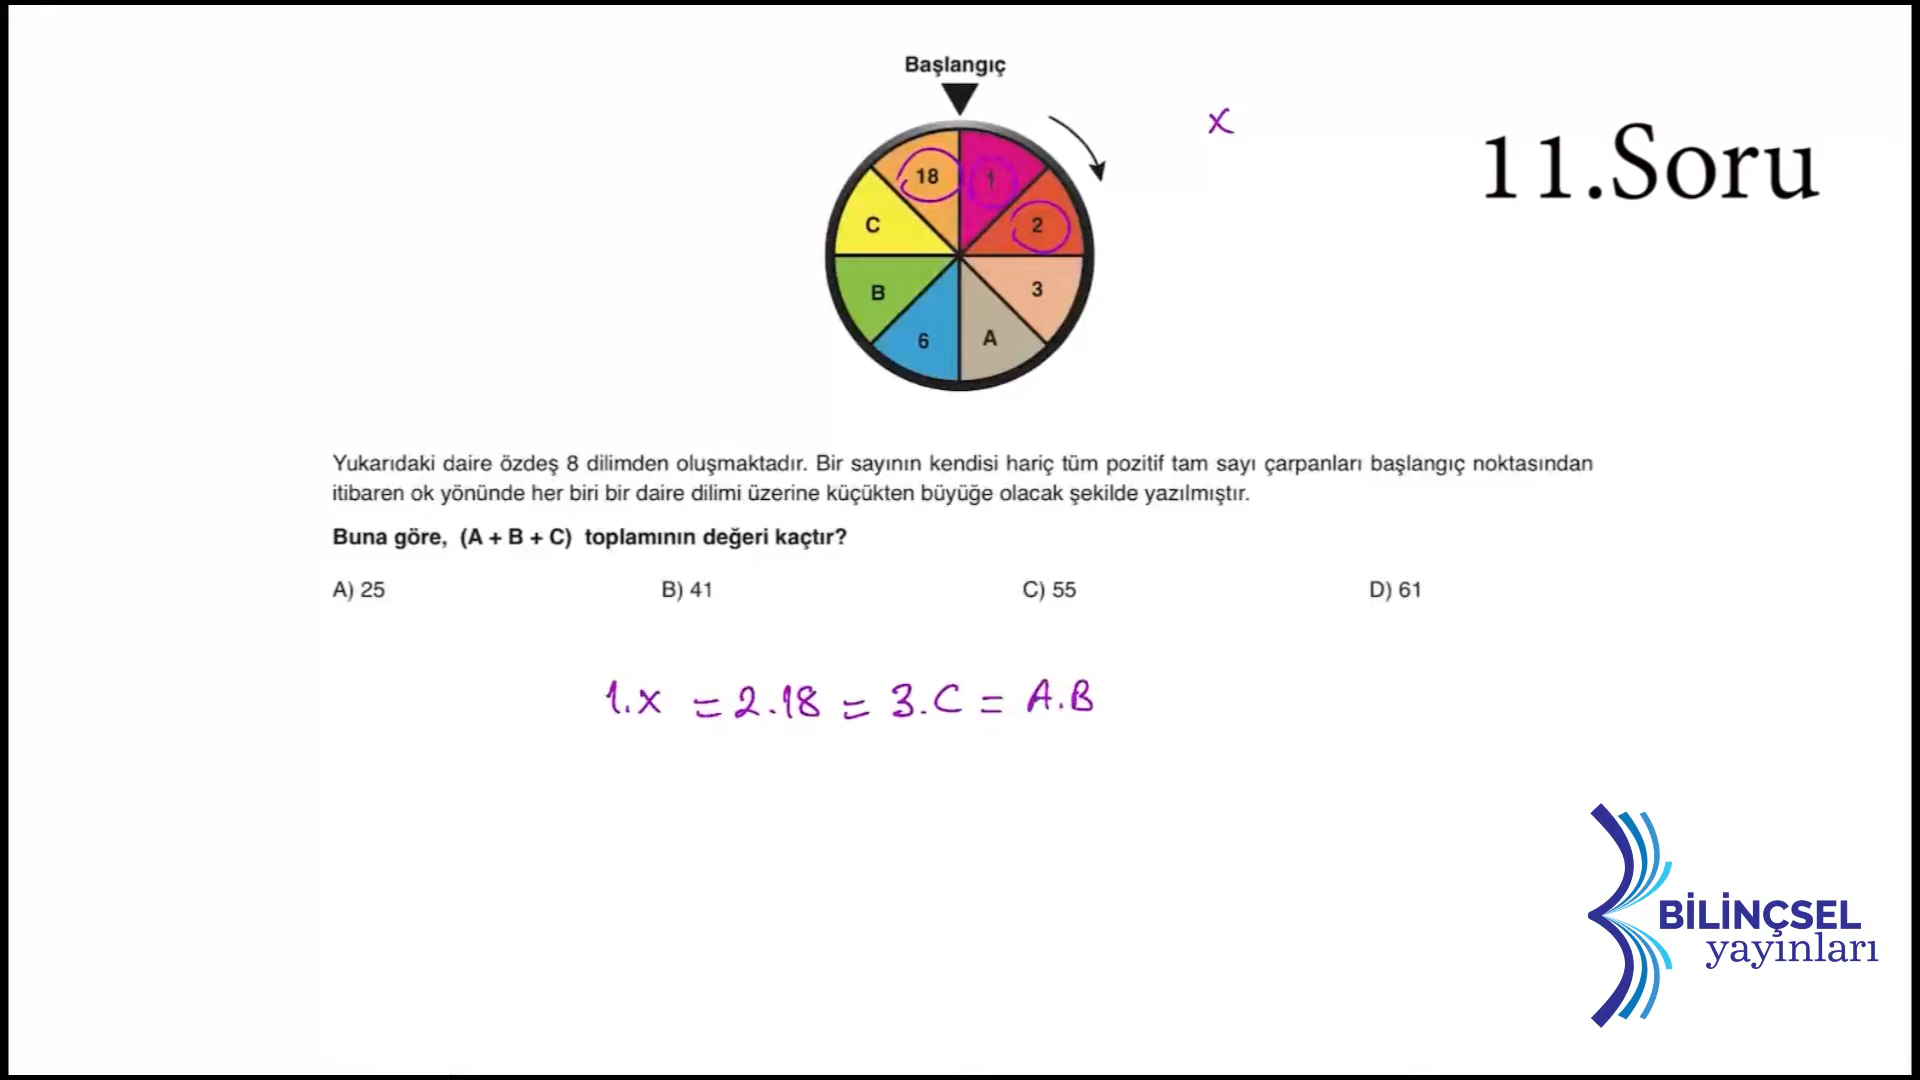 Başlangıç
x
11.Soru
18
1
C
2
B
3
6
A
Yukarıdaki daire özdeş 8 dilimden oluşmaktadır. Bir sayının kendisi hariç tüm pozitif tam sayı çarpanları başlangıç noktasından
itibaren ok yönünde her biri bir daire dilimi üzerine küçükten büyüğe olacak şekilde yazılmıştır.
Buna göre, (A + B + C) toplamının değeri kaçtır?
A) 25 B) 41 C) 55 D) 61
1.x = 2.18 = 3.C = A.B
BİLİNÇSEL
yayınları